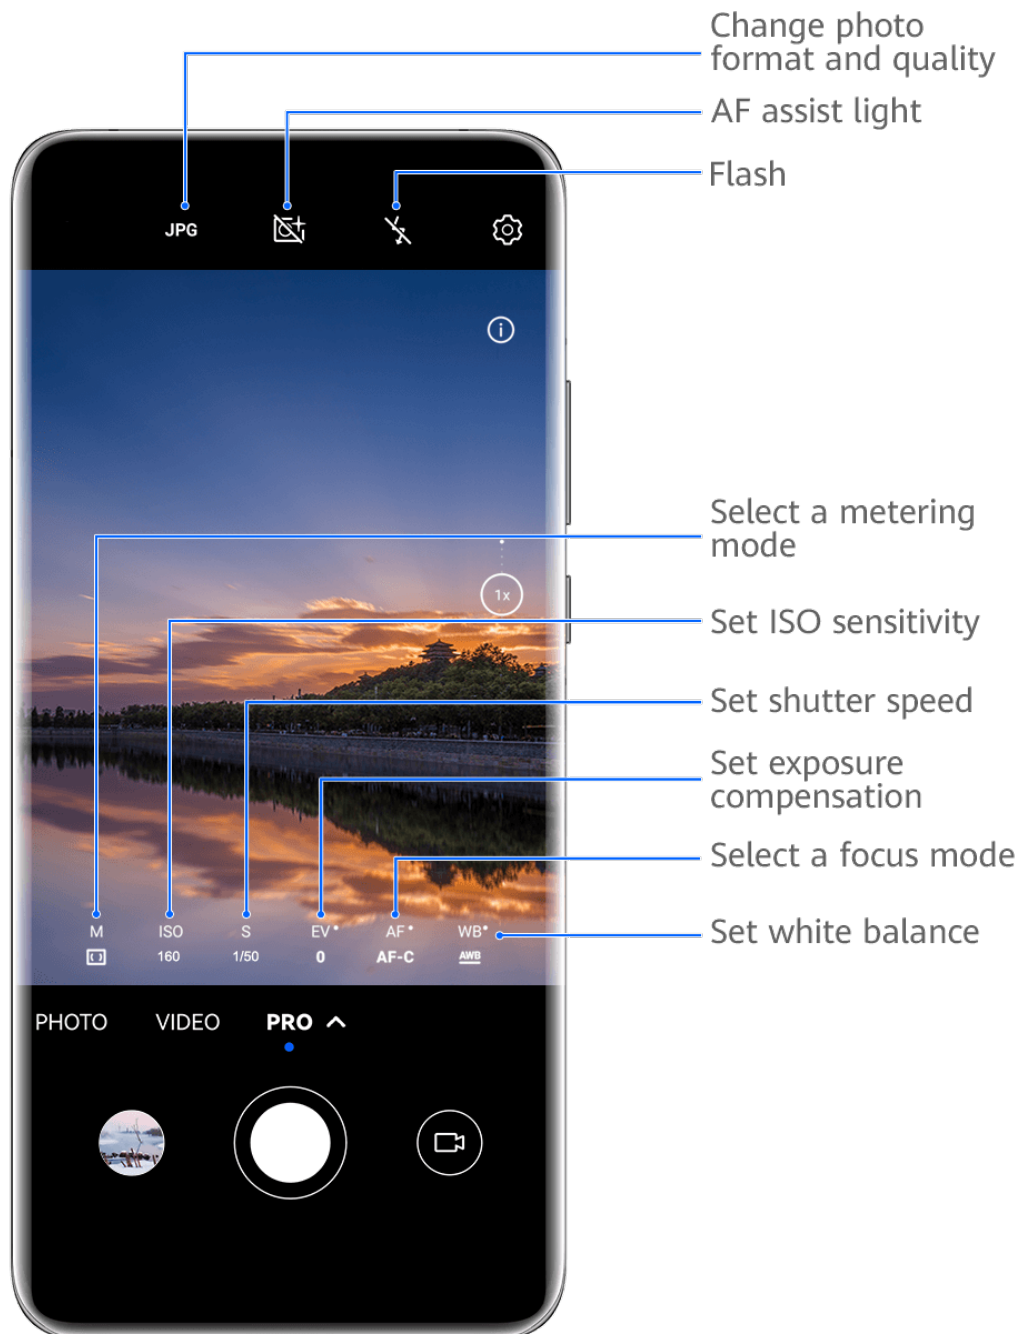 Change photo
format and quality
AF assist light
Flash
JPG
Select a metering
mode
1x
Set ISO sensitivity
Set shutter speed
Set exposure
compensation
Select a focus mode
M ISO S EV• AF• WB•
Set white balance
160 1/50 0 AF-C AWB
PHOTO VIDEO PRO